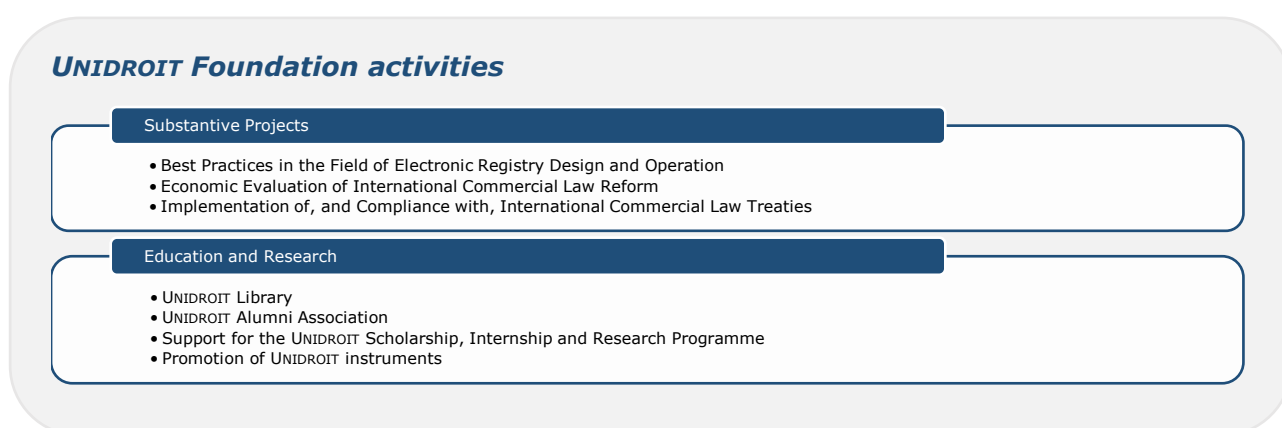 UNIDROIT Foundation activities
Substantive Projects
• Best Practices in the Field of Electronic Registry Design and Operation
• Economic Evaluation of International Commercial Law Reform
• Implementation of, and Compliance with, International Commercial Law Treaties
Education and Research
• UNIDROIT Library
• UNIDROIT Alumni Association
• Support for the UNIDROIT Scholarship, Internship and Research Programme
• Promotion of UNIDROIT instruments